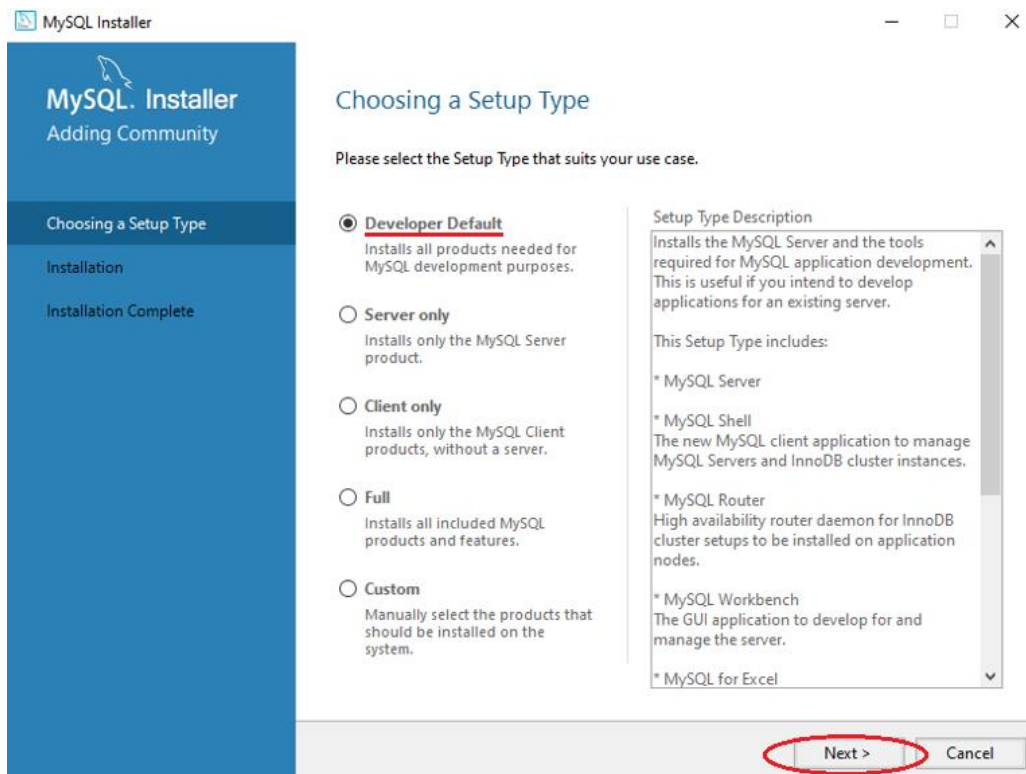 MySQL Installer
MySQL. Installer
Adding Community
Choosing a Setup Type
Installation
Installation Complete
Choosing a Setup Type
Please select the Setup Type that suits your use case.
Developer Default
Installs all products needed for
MySQL development purposes.
Server only
Installs only the MySQL Server
product.
Client only
Installs only the MySQL Client
products, without a server.
Full
Installs all included MySQL
products and features.
Custom
Manually select the products that
should be installed on the
system.
Setup Type Description
Installs the MySQL Server and the tools
required for MySQL application development.
This is useful if you intend to develop
applications for an existing server.
This Setup Type includes:
* MySQL Server
* MySQL Shell
The new MySQL client application to manage
MySQL Servers and InnoDB cluster instances.
* MySQL Router
High availability router daemon for InnoDB
cluster setups to be installed on application
nodes.
* MySQL Workbench
The GUI application to develop for and
manage the server.
* MySQL for Excel
Next >
Cancel